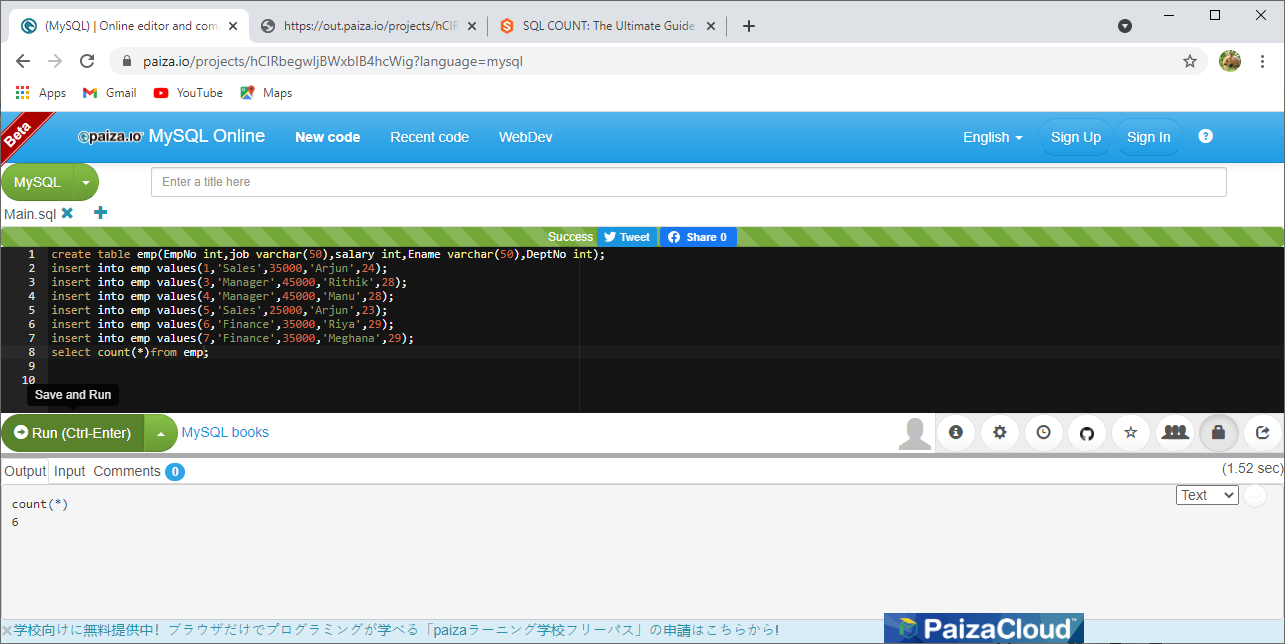 (MySQL) | Online editor and com
https://out.paiza.io/projects/hCIR
SQL COUNT: The Ultimate Guide
paiza.io/projects/hCIRbegwIjBWxbIB4hcWig?language=mysql
Apps Gmail YouTube Maps
Beta
paiza.io MySQL Online New code Recent code WebDev English Sign Up Sign In ?
MySQL Enter a title here
Main.sql
Success Tweet Share 0
1 create table emp(EmpNo int,job varchar(50),salary int,Ename varchar(50),DeptNo int);
2 insert into emp values(1,'Sales',35000,'Arjun',24);
3 insert into emp values(3,'Manager',45000,'Rithik',28);
4 insert into emp values(4,'Manager',45000,'Manu',28);
5 insert into emp values(5,'Sales',25000,'Arjun',23);
6 insert into emp values(6,'Finance',35000,'Riya',29);
7 insert into emp values(7,'Finance',35000,'Meghana',29);
8 select count(*)from emp;
9
10
Save and Run
Run (Ctrl-Enter) MySQL books
Output Input Comments 0 (1.52 sec)
Text
count(*)
6
学校向けに無料提供中! ブラウザだけでプログラミングが学べる「paizaラーニング学校フリーパス」の申請はこちらから!
PaizaCloud